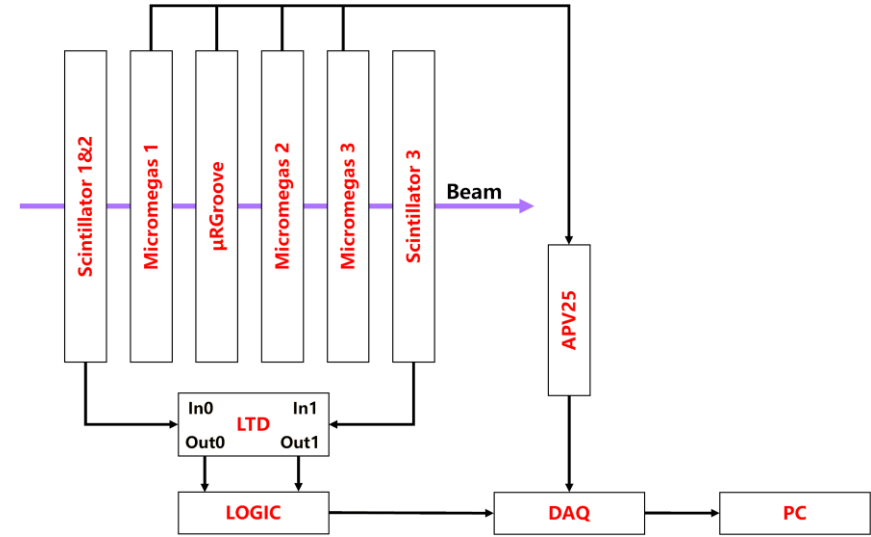 Scintillator 1&2
Micromegas 1
μRGroove
Micromegas 2
Micromegas 3
Scintillator 3
Beam
APV25
In0
In1
LTD
Out0
Out1
LOGIC
DAQ
PC